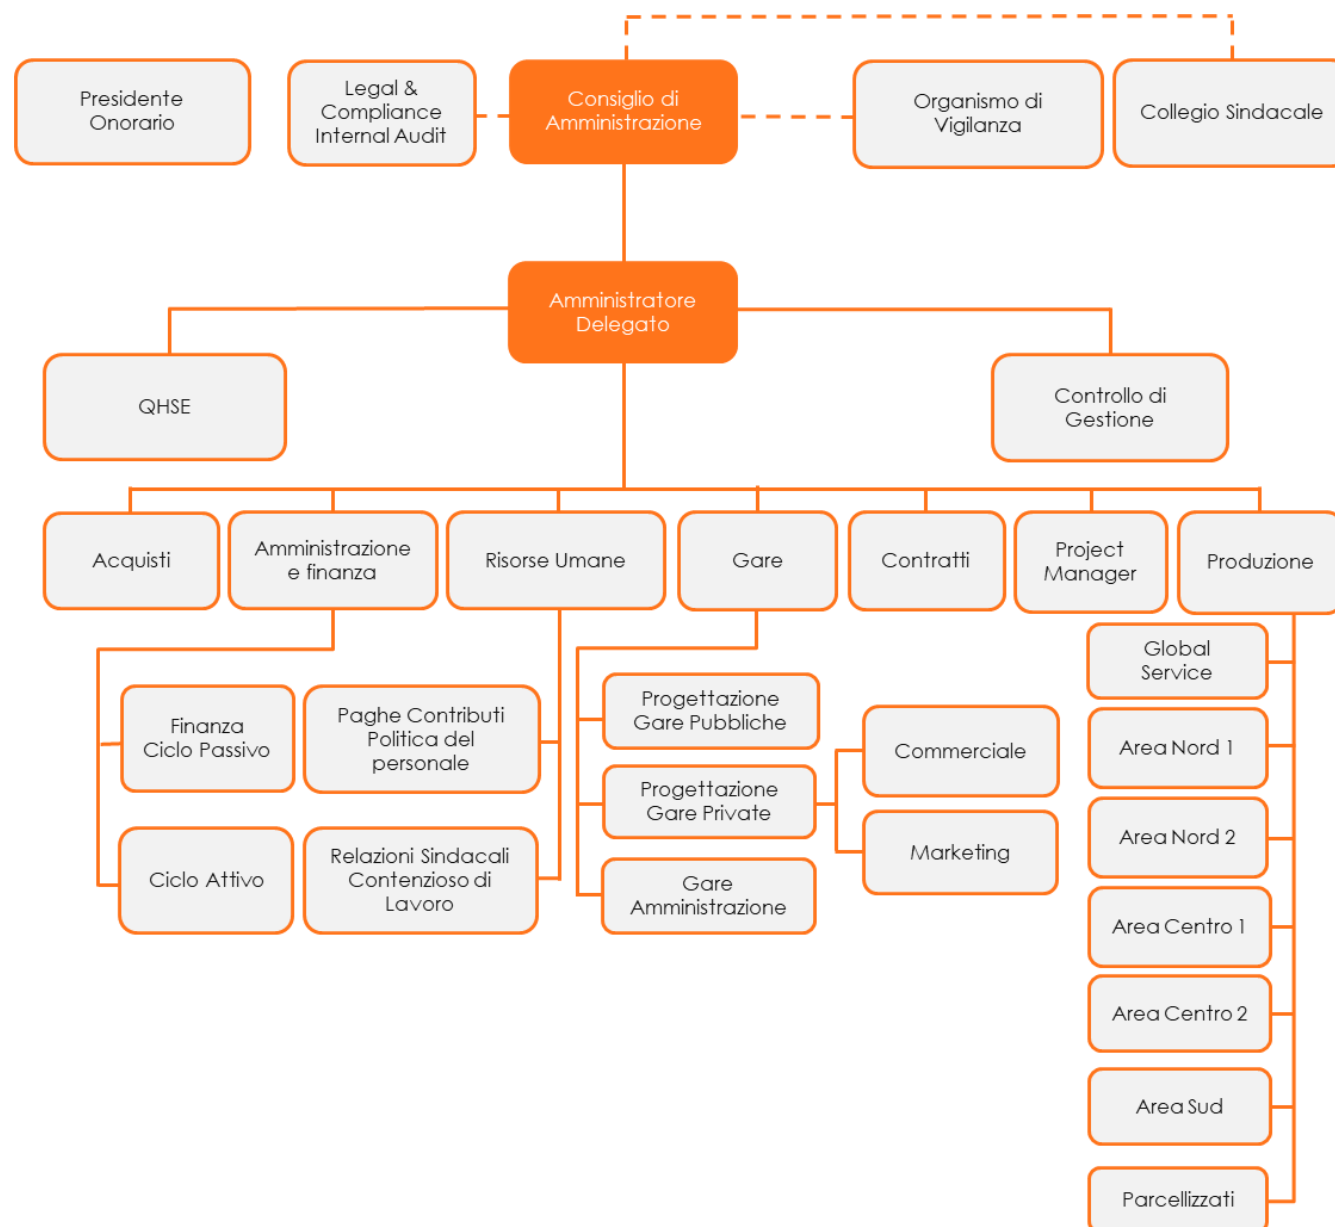 Presidente
Onorario
Legal &
Compliance
Internal Audit
Consiglio di
Amministrazione
Organismo di
Vigilanza
Collegio Sindacale
Amministratore
Delegato
QHSE
Controllo di
Gestione
Acquisti
Amministrazione
e finanza
Risorse Umane
Gare
Contratti
Project
Manager
Produzione
Finanza
Ciclo Passivo
Ciclo Attivo
Paghe Contributi
Politica del
personale
Relazioni Sindacali
Contenzioso di
Lavoro
Progettazione
Gare Pubbliche
Progettazione
Gare Private
Gare
Amministrazione
Commerciale
Marketing
Global
Service
Area Nord 1
Area Nord 2
Area Centro 1
Area Centro 2
Area Sud
Parcellizzati